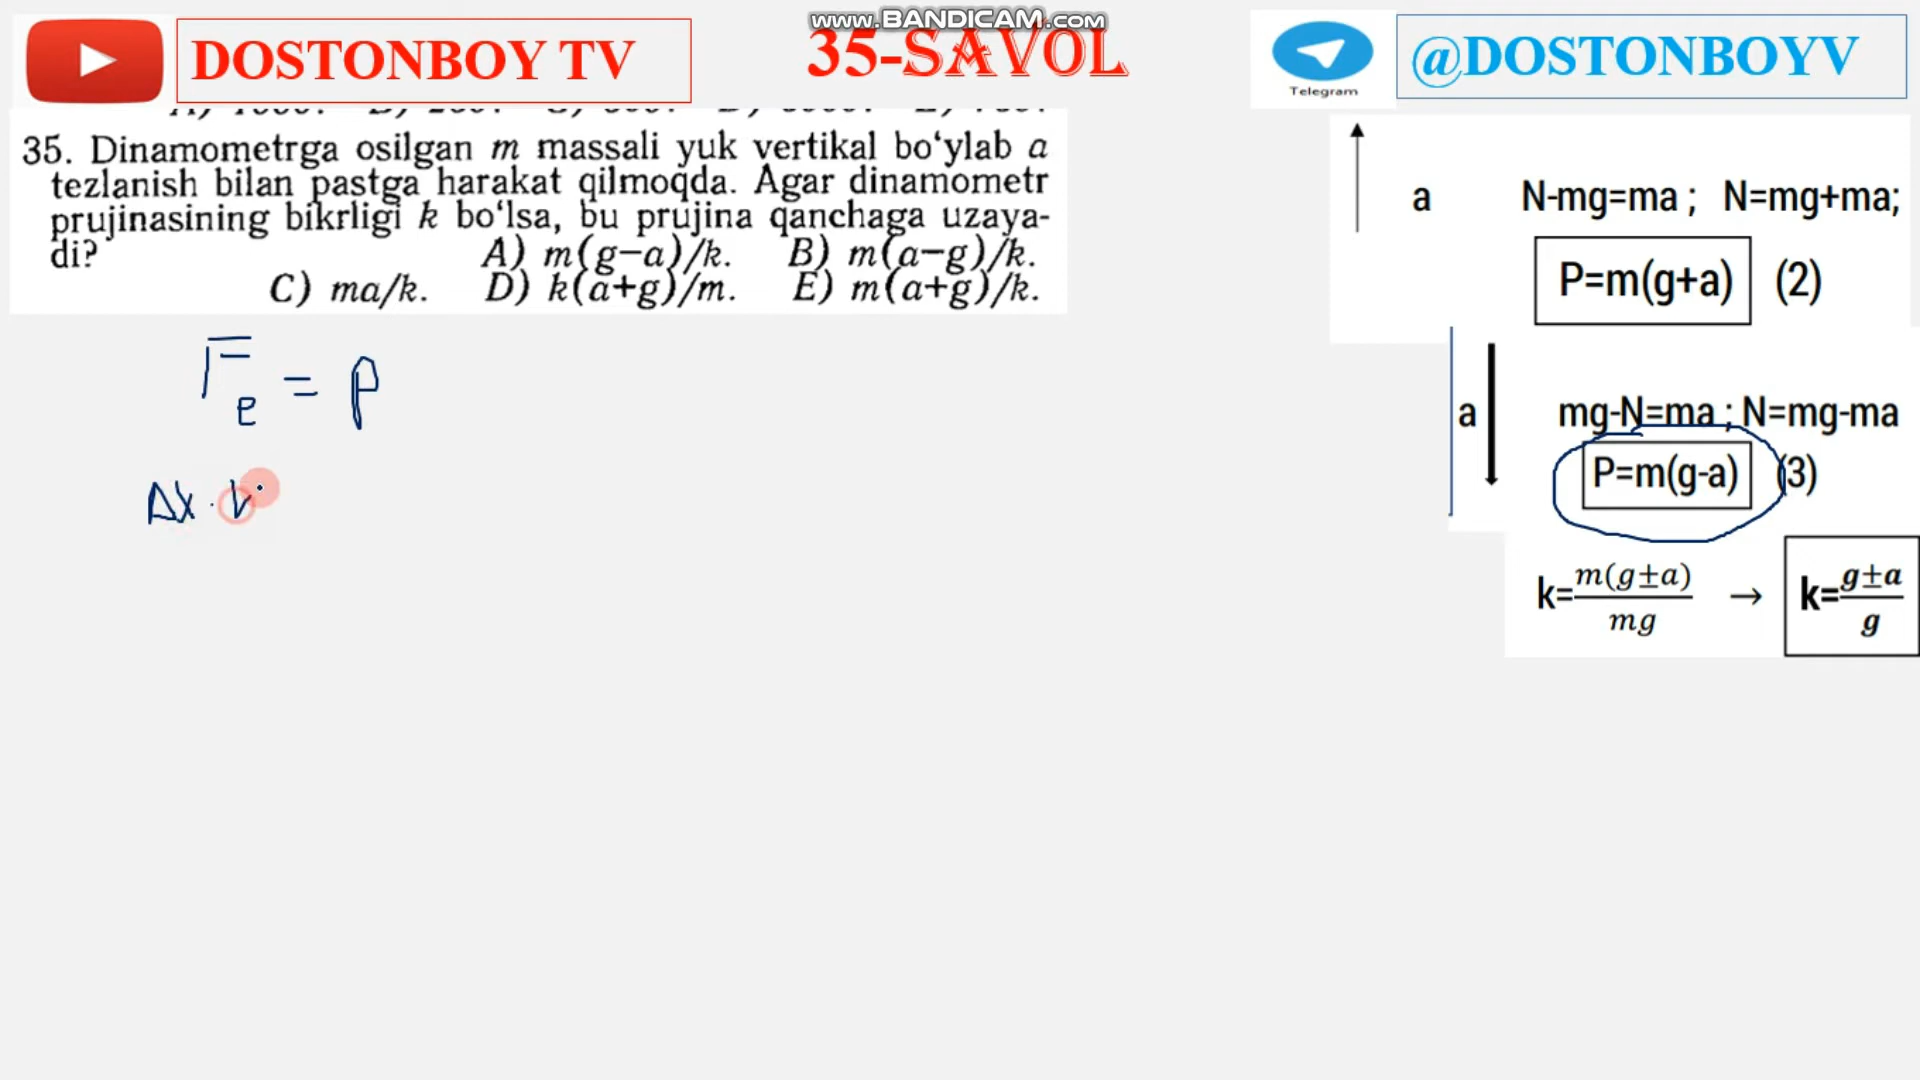 www.BANDICAM.com
DOSTONBOY TV
35-SAVOL
Telegram
@DOSTONBOYV
35. Dinamometrga osilgan m massali yuk vertikal bo‘ylab a
tezlanish bilan pastga harakat qilmoqda. Agar dinamometr
prujinasining bikrligi k bo‘lsa, bu prujina qanchaga uzaya-
di?
A) m(g−a)/k. B) m(a−g)/k.
C) ma/k. D) k(a+g)/m. E) m(a+g)/k.
a N-mg=ma ; N=mg+ma;
P=m(g+a) (2)
a mg-N=ma ; N=mg-ma
P=m(g-a) (3)
k=m(g±a)/mg → k=g±a/g
Fe = P
Δx ·